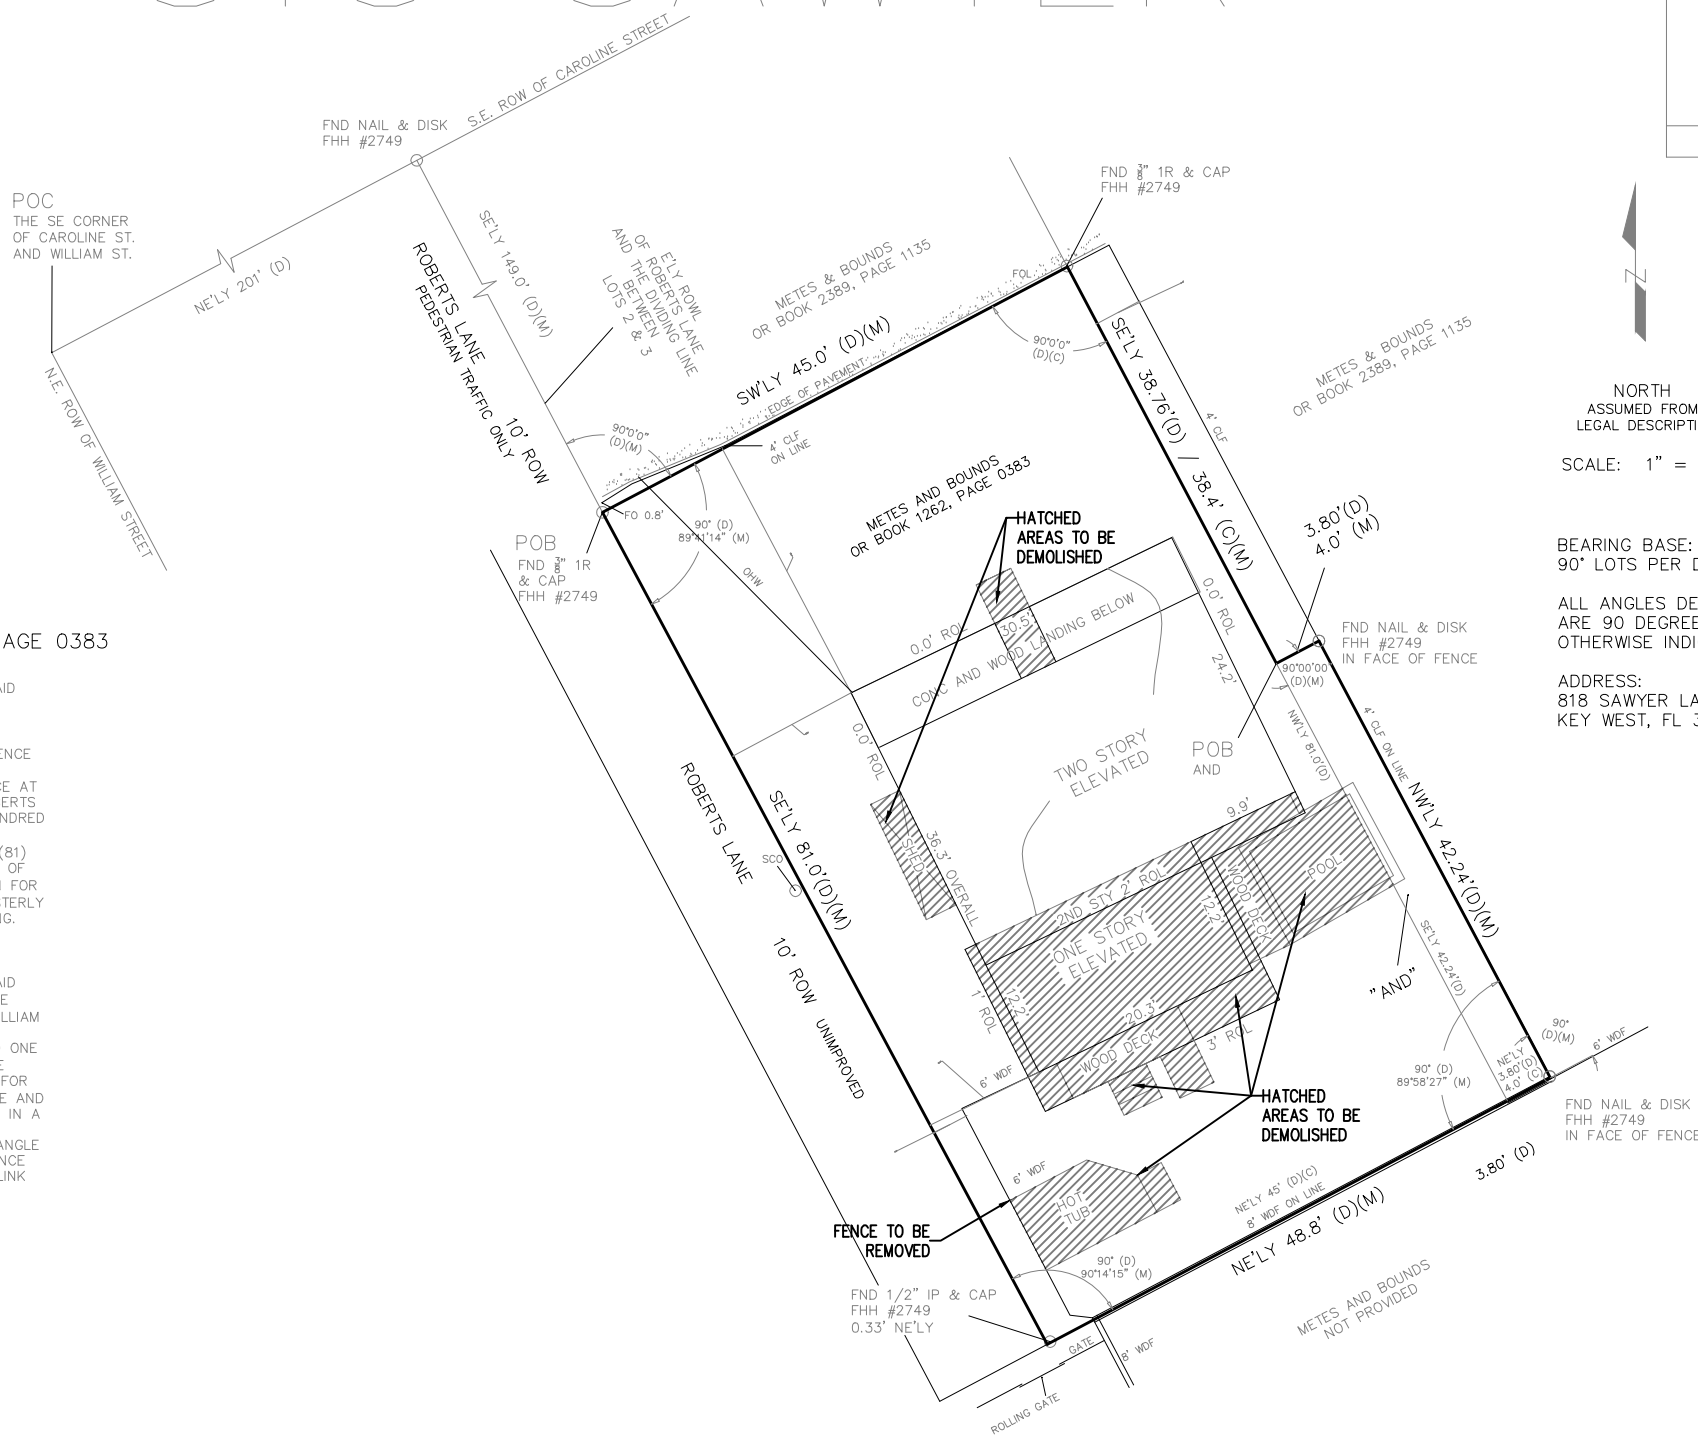 S.E. ROW OF CAROLINE STREET
FND NAIL & DISK
FHH #2749
POC
THE SE CORNER
OF CAROLINE ST.
AND WILLIAM ST.
NE'LY 201' (D)
N.E. ROW OF WILLIAM STREET
SE'LY 149.0' (D)(M)
ROBERTS LANE
PEDESTRIAN TRAFFIC ONLY
10' ROW
E'LY ROWL
OF ROBERTS LANE
AND THE DIVIDING LINE
BETWEEN
LOTS 2 & 3
METES & BOUNDS
OR BOOK 2389, PAGE 1135
FOL
FND 3/8" 1R & CAP
FHH #2749
SW'LY 45.0' (D)(M)
EDGE OF PAVEMENT
90°0'0"
(D)(C)
90°0'0"
(D)(M)
4' CLF
ON LINE
SE'LY 38.76'(D) / 38.4' (C)(M)
4' CLF
METES & BOUNDS
OR BOOK 2389, PAGE 1135
N
NORTH
ASSUMED FROM
SCALE: 1" =
BEARING BASE:
ARE 90
ADDRESS:
818 SAWYER
KEY WEST, FL
POB
FND 3/8" 1R
& CAP
FHH #2749
FO 0.8'
90° (D)
89°41'14" (M)
OHW
METES AND BOUNDS
OR BOOK 1262, PAGE 0383
HATCHED
AREAS TO BE
DEMOLISHED
0.0' ROL
30.5'
CONC AND WOOD LANDING BELOW
0.0' ROL
24.2'
3.80'(D)
4.0' (M)
FND NAIL & DISK
FHH #2749
IN FACE OF FENCE
90°00'00"
(D)(M)
NW'LY 81.0'(D)
4' CLF ON LINE
NW'LY 42.24'(D)(M)
POB
AND
0.0' ROL
TWO STORY
ELEVATED
ROBERTS LANE
SE'LY 81.0'(D)(M)
SCO
10' ROW UNIMPROVED
SHED
36.3' OVERALL
9.9'
POOL
WOOD DECK
12.2'
2ND STY 2' ROL
ONE STORY
ELEVATED
12.2'
1' ROL
20.3'
WOOD DECK
3' ROL
SE'LY 42.24'(D)
"AND"
90°
(D)(M)
NE'LY
3.80'(D)
4.0' (C)
6' WDF
90° (D)
89°58'27" (M)
FND NAIL & DISK
FHH #2749
IN FACE OF FENCE
6' WDF
HATCHED
AREAS TO BE
DEMOLISHED
6' WDF
HOT
TUB
FENCE TO BE
REMOVED
90° (D)
90°14'15" (M)
NE'LY 45' (D)(C)
8' WDF ON LINE
NE'LY 48.8' (D)(M)
3.80' (D)
METES AND BOUNDS
NOT PROVIDED
FND 1/2" IP & CAP
FHH #2749
0.33' NE'LY
GATE
8' WDF
ROLLING GATE
AGE 0383
ENCE
CE AT
(81)
OF
FOR
ONE
FOR
E AND
IN A
ANGLE